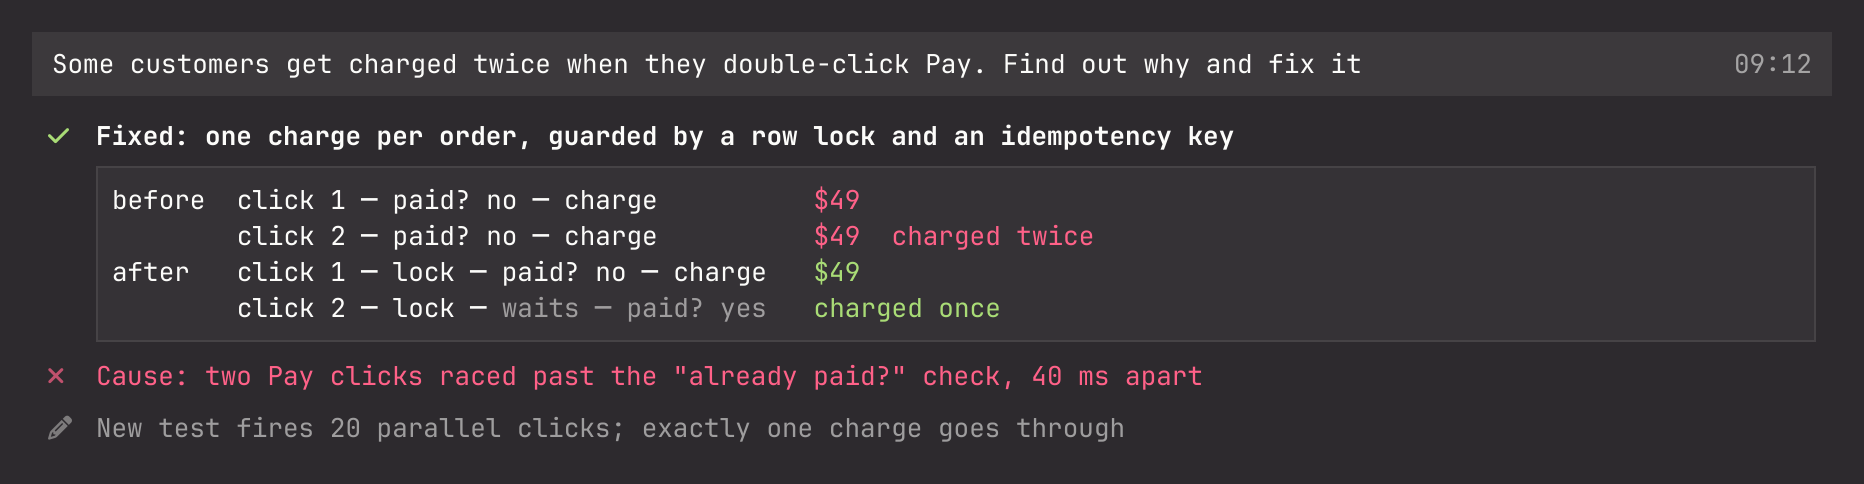 Some customers get charged twice when they double-click Pay. Find out why and fix it 09:12
Fixed: one charge per order, guarded by a row lock and an idempotency key
before click 1 — paid? no — charge $49
click 2 — paid? no — charge $49 charged twice
after click 1 — lock — paid? no — charge $49
click 2 — lock — waits — paid? yes charged once
Cause: two Pay clicks raced past the "already paid?" check, 40 ms apart
New test fires 20 parallel clicks; exactly one charge goes through